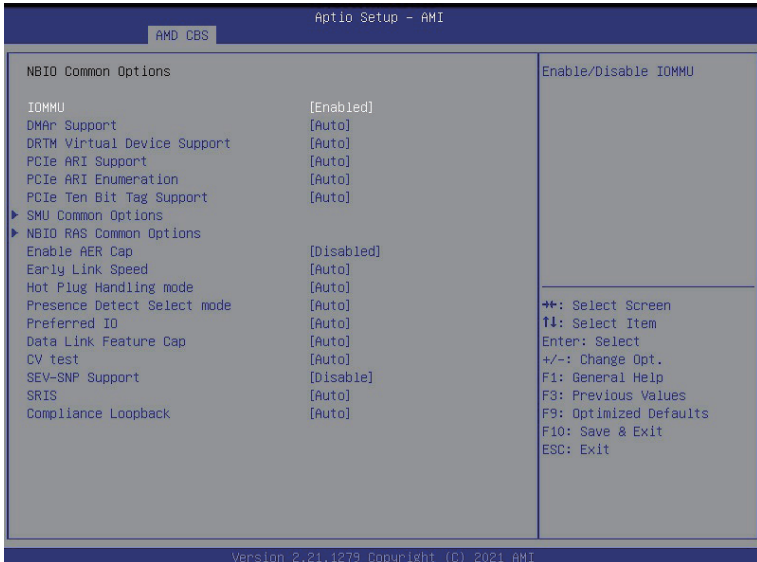 Aptio Setup – AMI
AMD CBS
NBIO Common Options
IOMMU [Enabled]
DMAr Support [Auto]
DRTM Virtual Device Support [Auto]
PCIe ARI Support [Auto]
PCIe ARI Enumeration [Auto]
PCIe Ten Bit Tag Support [Auto]
SMU Common Options
NBIO RAS Common Options
Enable AER Cap [Disabled]
Early Link Speed [Auto]
Hot Plug Handling mode [Auto]
Presence Detect Select mode [Auto]
Preferred IO [Auto]
Data Link Feature Cap [Auto]
CV test [Auto]
SEV-SNP Support [Disable]
SRIS [Auto]
Compliance Loopback [Auto]
Enable/Disable IOMMU
→←: Select Screen
↑↓: Select Item
Enter: Select
+/-: Change Opt.
F1: General Help
F3: Previous Values
F9: Optimized Defaults
F10: Save & Exit
ESC: Exit
Version 2.21.1279 Copyright (C) 2021 AMI